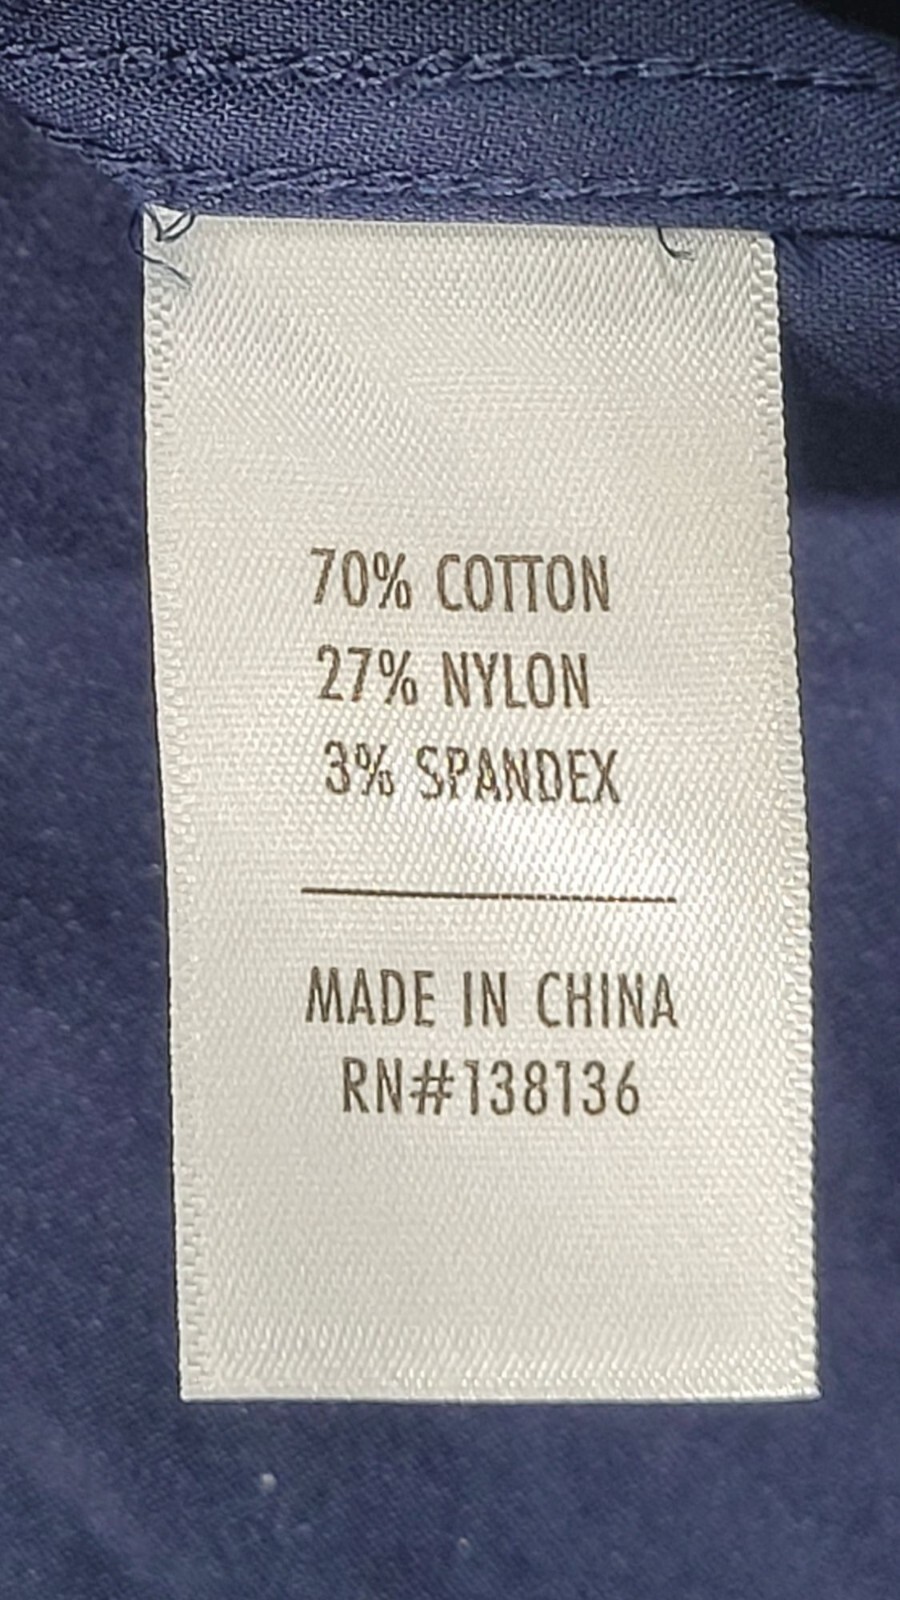 70% COTTON
27% NYLON
3% SPANDEX
MADE IN CHINA
RN#138136